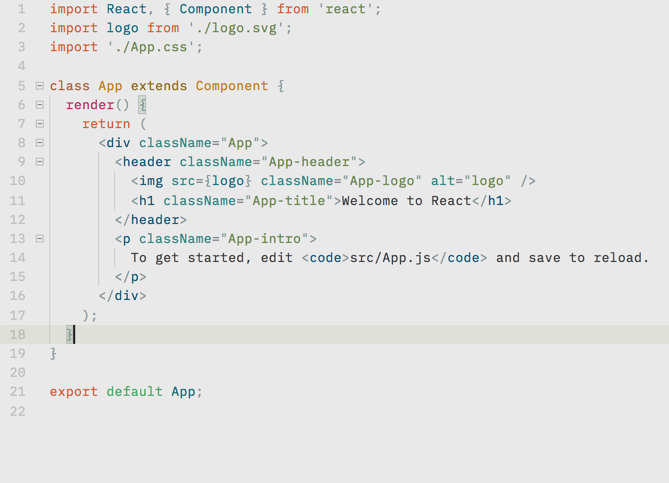 1 import React, { Component } from 'react';
2 import logo from './logo.svg';
3 import './App.css';
4
5 class App extends Component {
6   render() {
7     return (
8       <div className="App">
9         <header className="App-header">
10           <img src={logo} className="App-logo" alt="logo" />
11           <h1 className="App-title">Welcome to React</h1>
12         </header>
13         <p className="App-intro">
14           To get started, edit <code>src/App.js</code> and save to reload.
15         </p>
16       </div>
17     );
18   }
19 }
20
21 export default App;
22